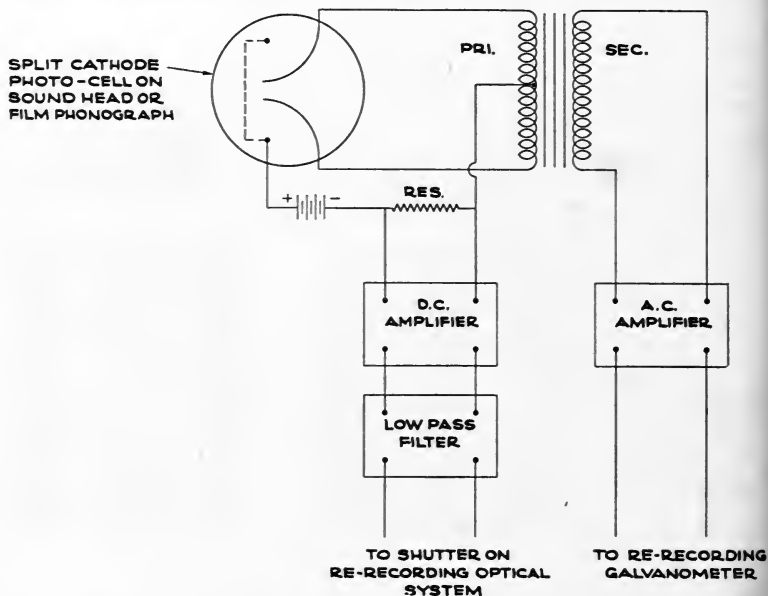 SPLIT CATHODE
PHOTO-CELL ON
SOUND HEAD OR
FILM PHONOGRAPH
PRI.
SEC.
+
-
RES.
D.C.
AMPLIFIER
A.C.
AMPLIFIER
LOW PASS
FILTER
TO SHUTTER ON
RE-RECORDING OPTICAL
SYSTEM
TO RE-RECORDING
GALVANOMETER